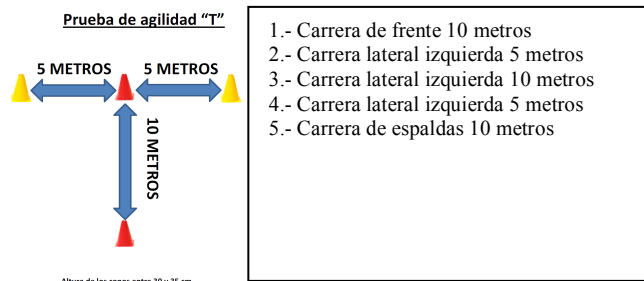 Prueba de agilidad “T”
5 METROS
5 METROS
10 METROS
1.- Carrera de frente 10 metros
2.- Carrera lateral izquierda 5 metros
3.- Carrera lateral izquierda 10 metros
4.- Carrera lateral izquierda 5 metros
5.- Carrera de espaldas 10 metros